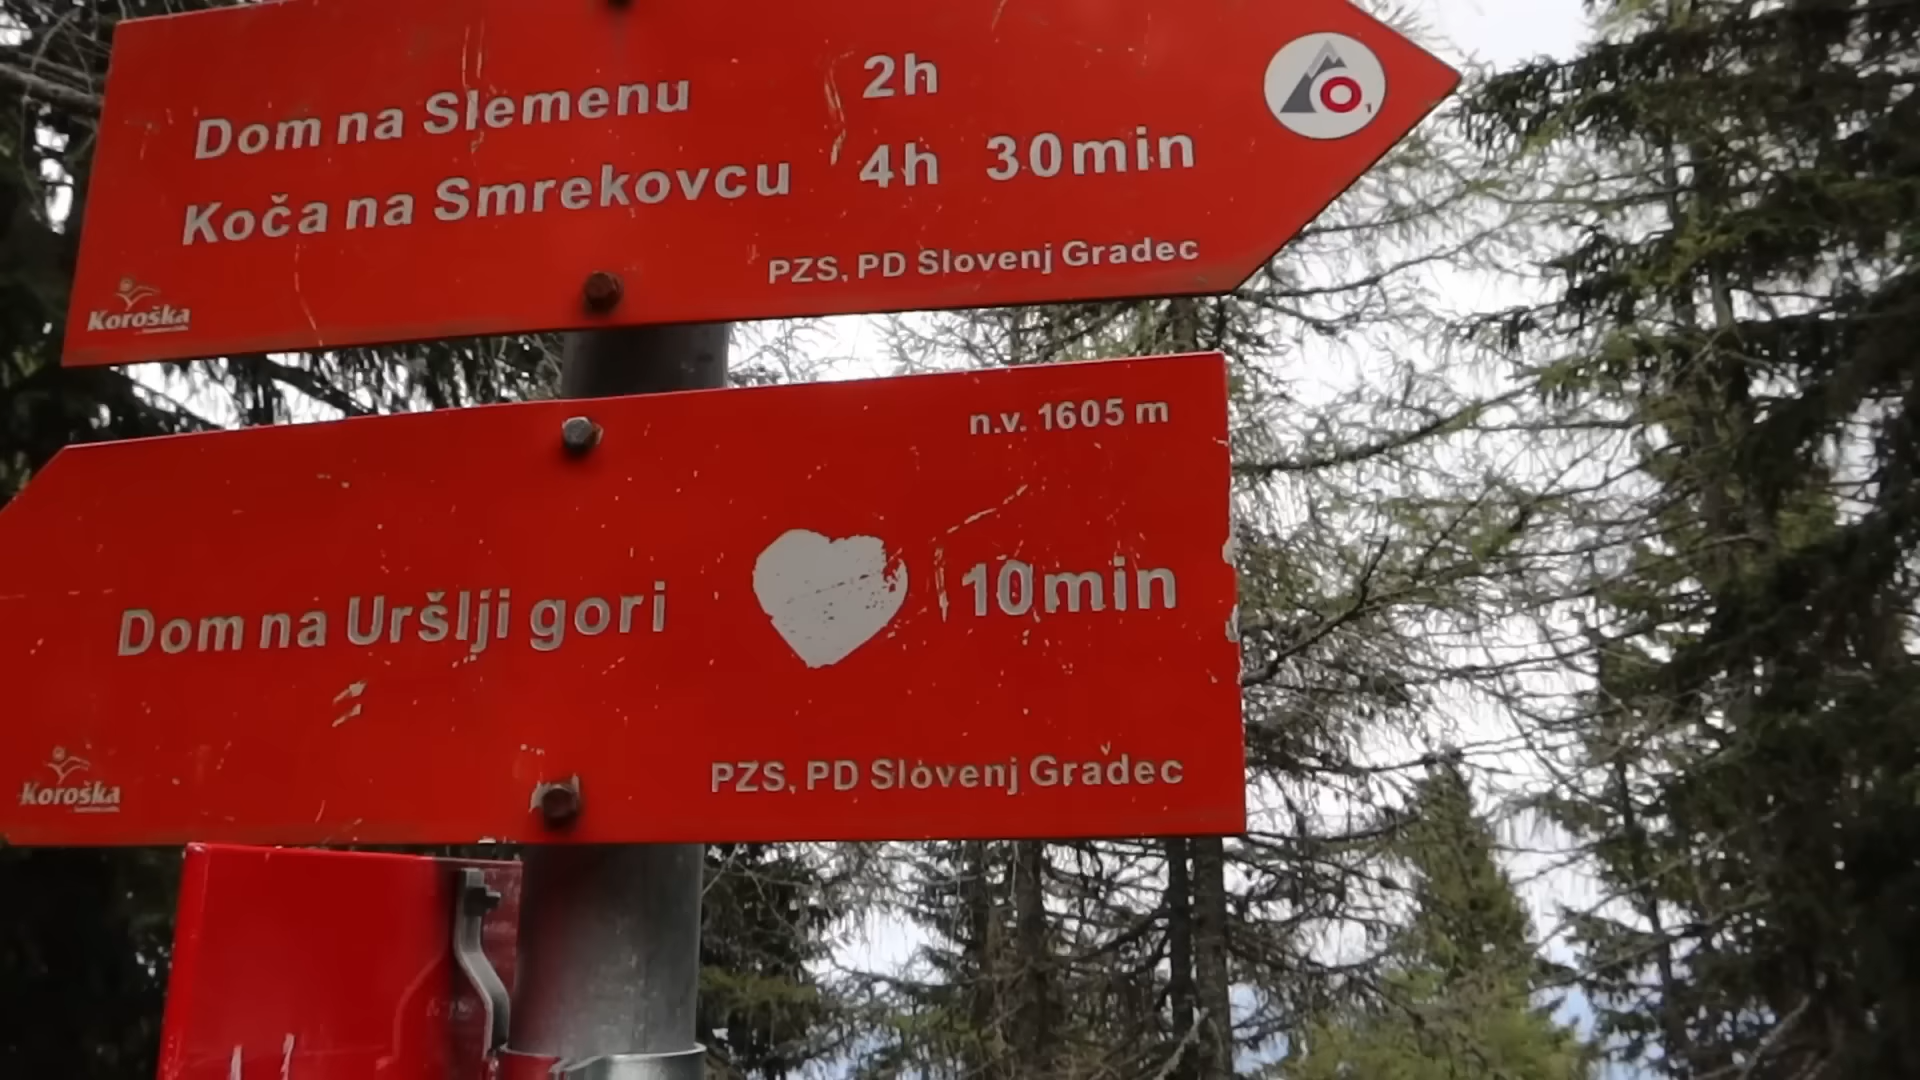 Dom na Slemenu 2h
Koča na Smrekovcu 4h 30min
PZS, PD Slovenj Gradec
Koroška
n.v. 1605 m
Dom na Uršlji gori 10min
PZS, PD Slovenj Gradec
Koroška